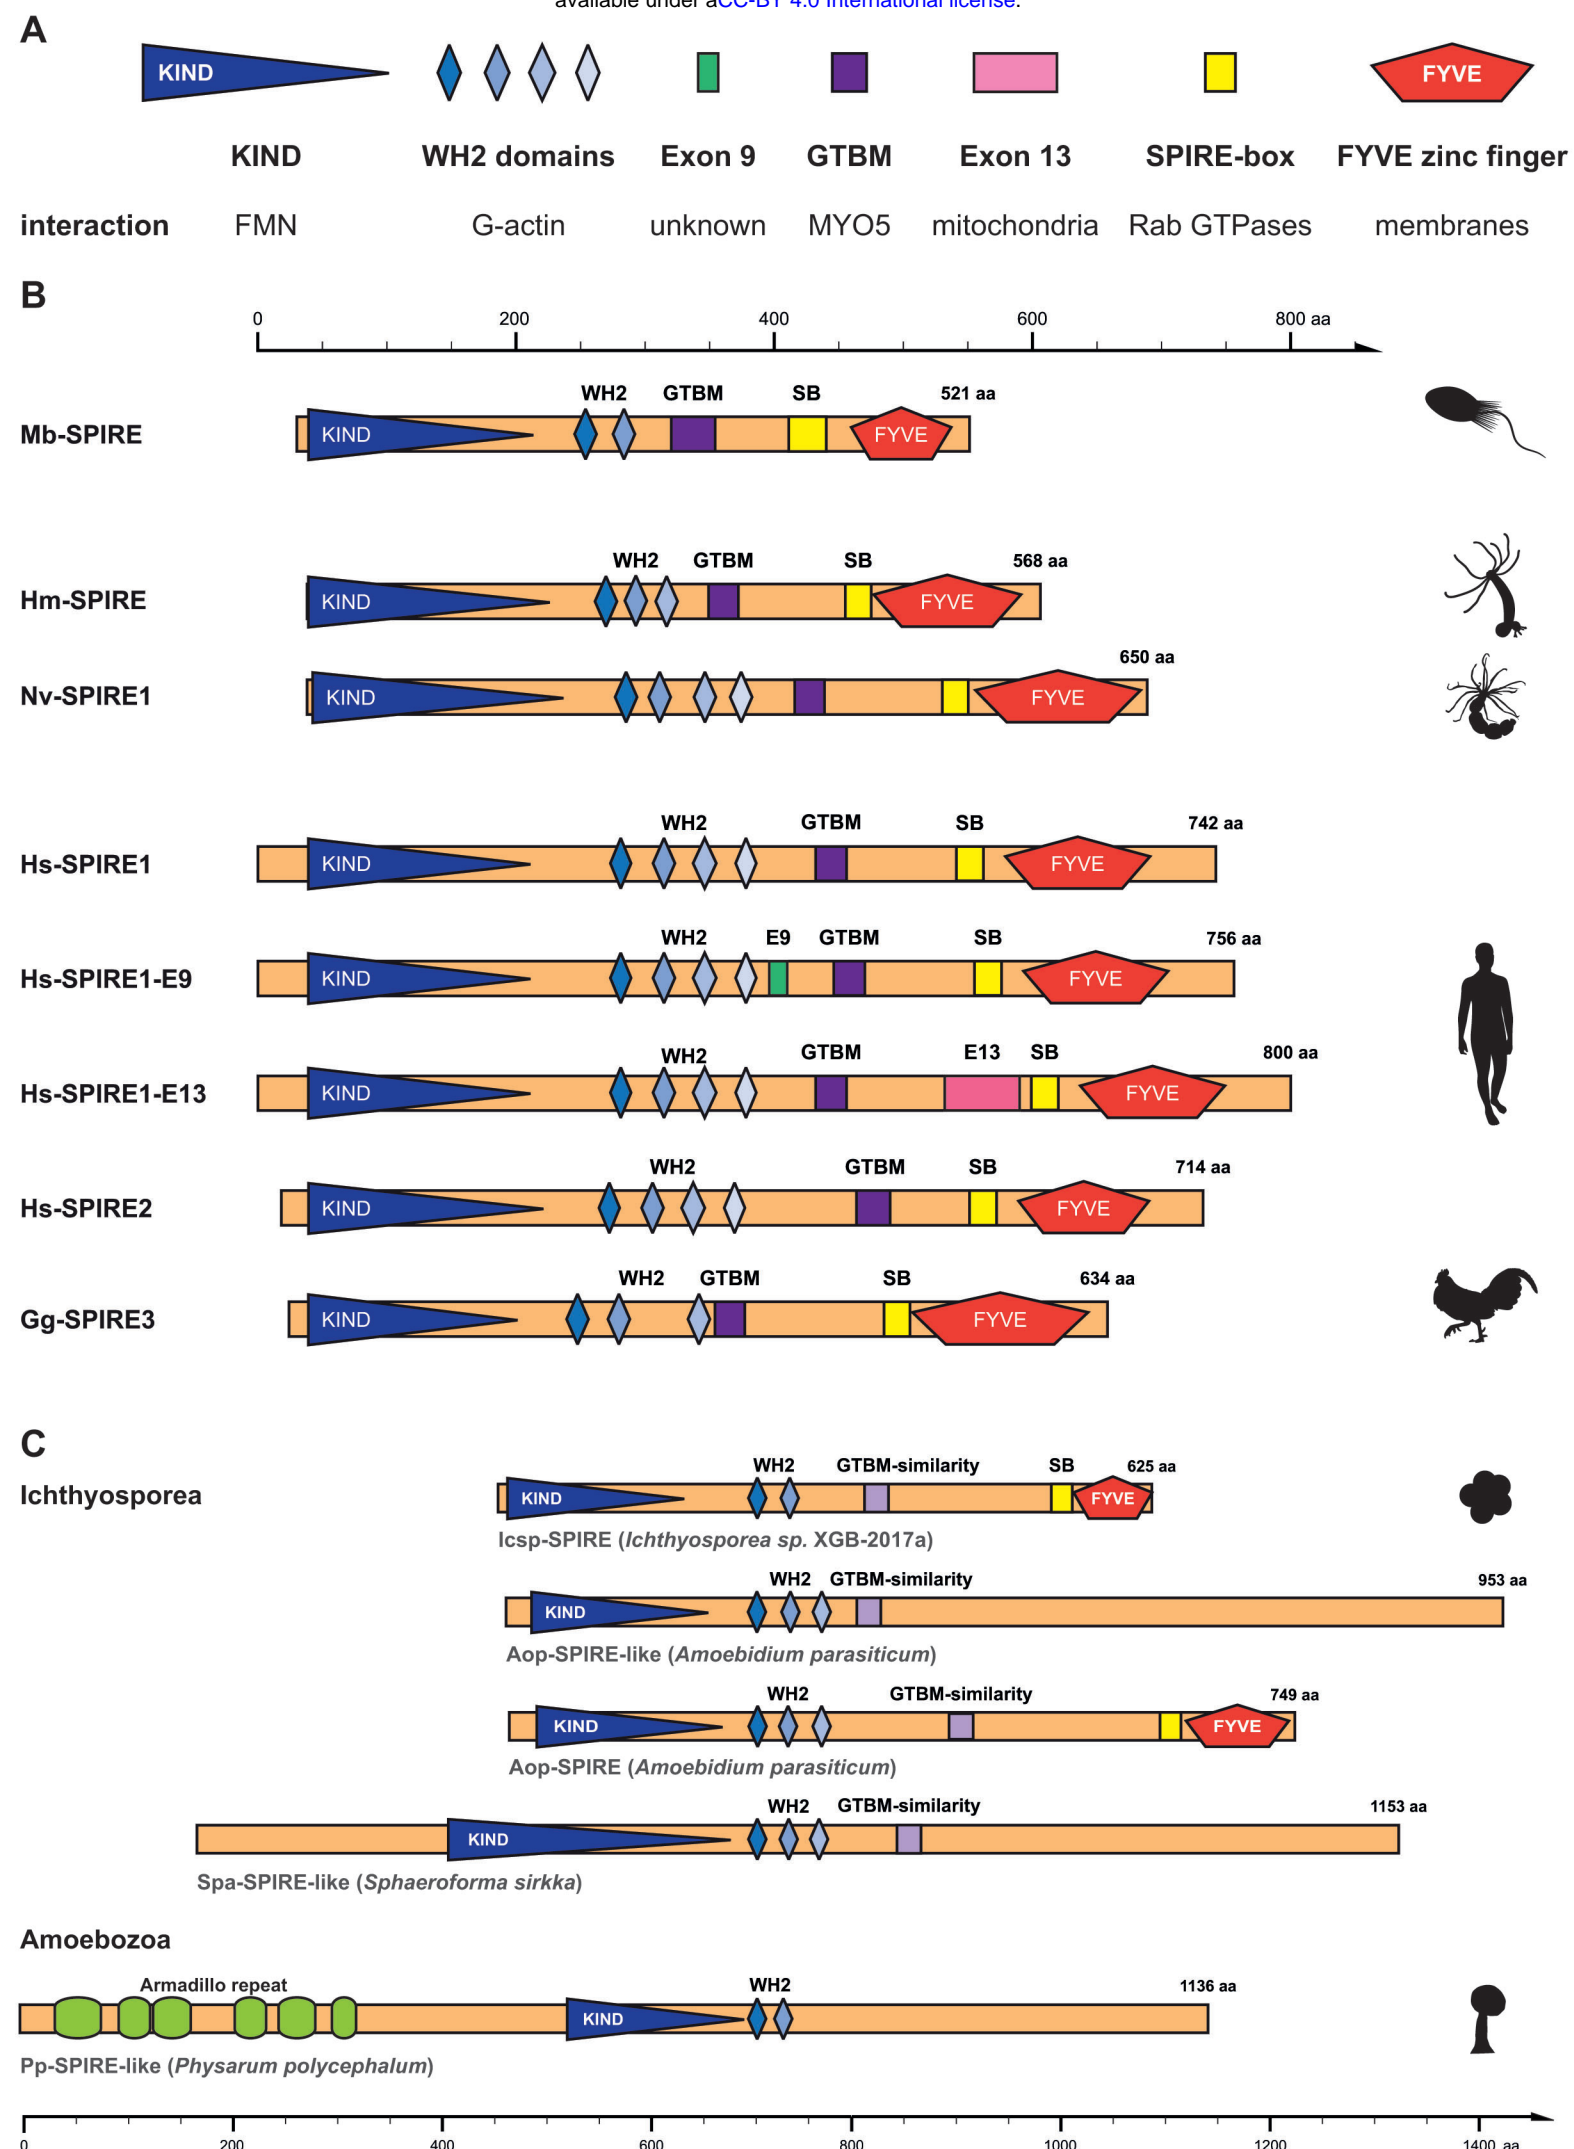 available under aCC-BY 4.0 International license.
A
KIND FYVE
KIND WH2 domains Exon 9 GTBM Exon 13 SPIRE-box FYVE zinc finger
interaction FMN G-actin unknown MYO5 mitochondria Rab GTPases membranes
B
0 200 400 600 800 aa
WH2 GTBM SB 521 aa
Mb-SPIRE KIND FYVE
WH2 GTBM SB 568 aa
Hm-SPIRE KIND FYVE
650 aa
Nv-SPIRE1 KIND FYVE
WH2 GTBM SB 742 aa
Hs-SPIRE1 KIND FYVE
WH2 E9 GTBM SB 756 aa
Hs-SPIRE1-E9 KIND FYVE
WH2 GTBM E13 SB 800 aa
Hs-SPIRE1-E13 KIND FYVE
WH2 GTBM SB 714 aa
Hs-SPIRE2 KIND FYVE
WH2 GTBM SB 634 aa
Gg-SPIRE3 KIND FYVE
C
WH2 GTBM-similarity SB 625 aa
Ichthyosporea KIND FYVE
Icsp-SPIRE (Ichthyosporea sp. XGB-2017a)
WH2 GTBM-similarity 953 aa
KIND
Aop-SPIRE-like (Amoebidium parasiticum)
WH2 GTBM-similarity 749 aa
KIND FYVE
Aop-SPIRE (Amoebidium parasiticum)
WH2 GTBM-similarity 1153 aa
KIND
Spa-SPIRE-like (Sphaeroforma sirkka)
Amoebozoa
Armadillo repeat WH2 1136 aa
KIND
Pp-SPIRE-like (Physarum polycephalum)
0 200 400 600 800 1000 1200 1400 aa